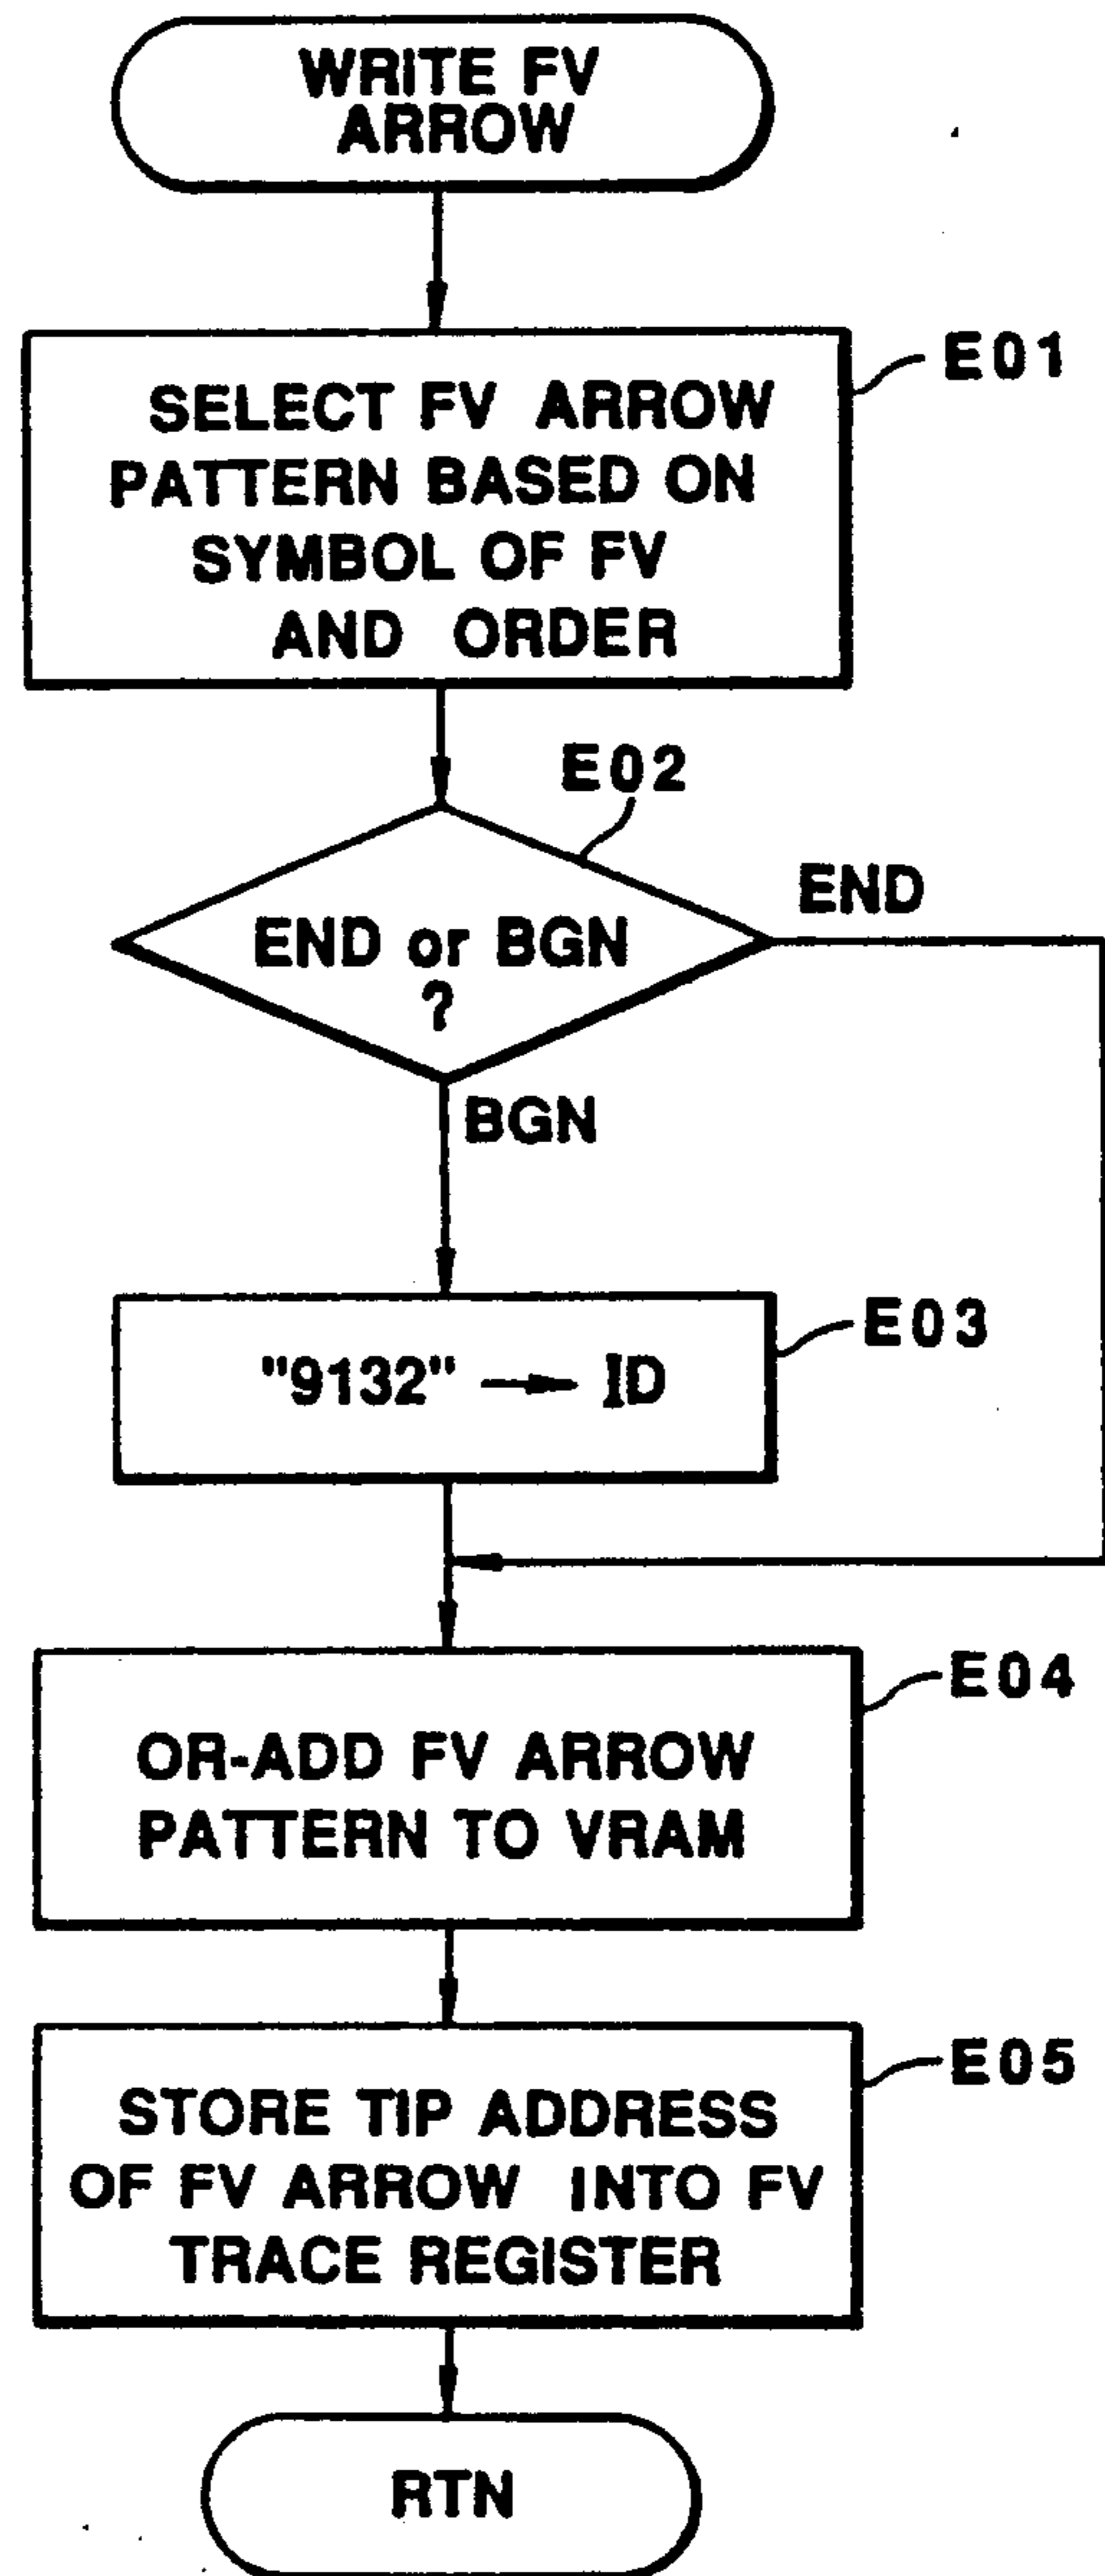 WRITE FV
ARROW
E01
SELECT FV ARROW
PATTERN BASED ON
SYMBOL OF FV
AND ORDER
E02
END
END or BGN
?
BGN
E03
"9132" → ID
E04
OR-ADD FV ARROW
PATTERN TO VRAM
E05
STORE TIP ADDRESS
OF FV ARROW INTO FV
TRACE REGISTER
RTN